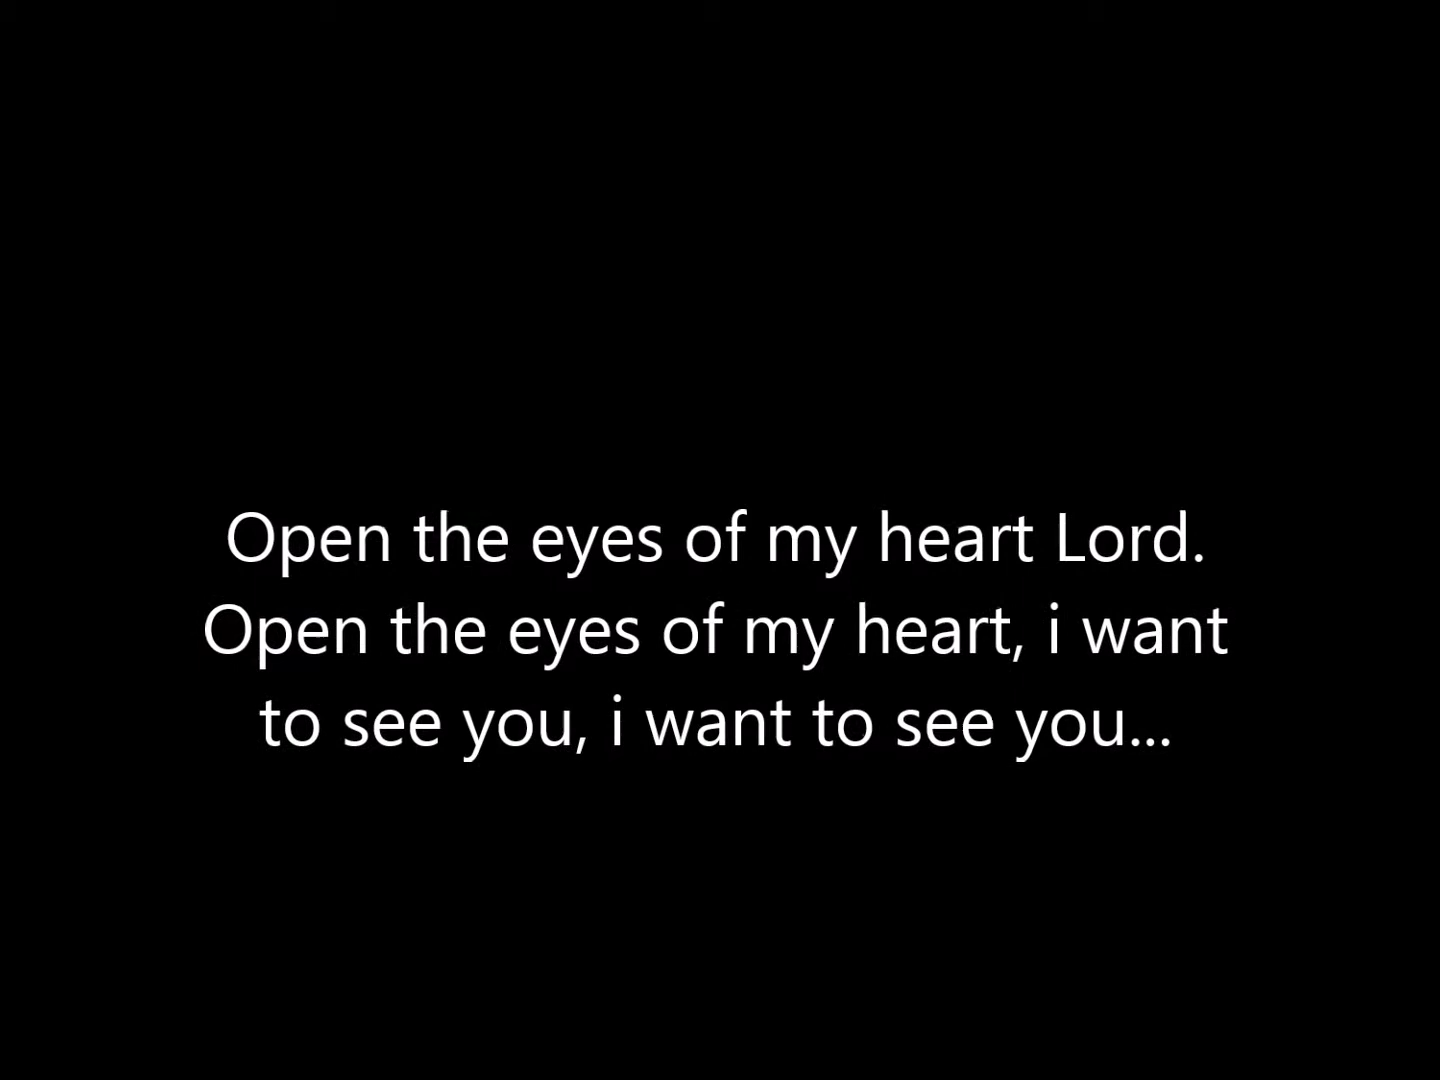 Open the eyes of my heart Lord.
Open the eyes of my heart, i want
to see you, i want to see you...